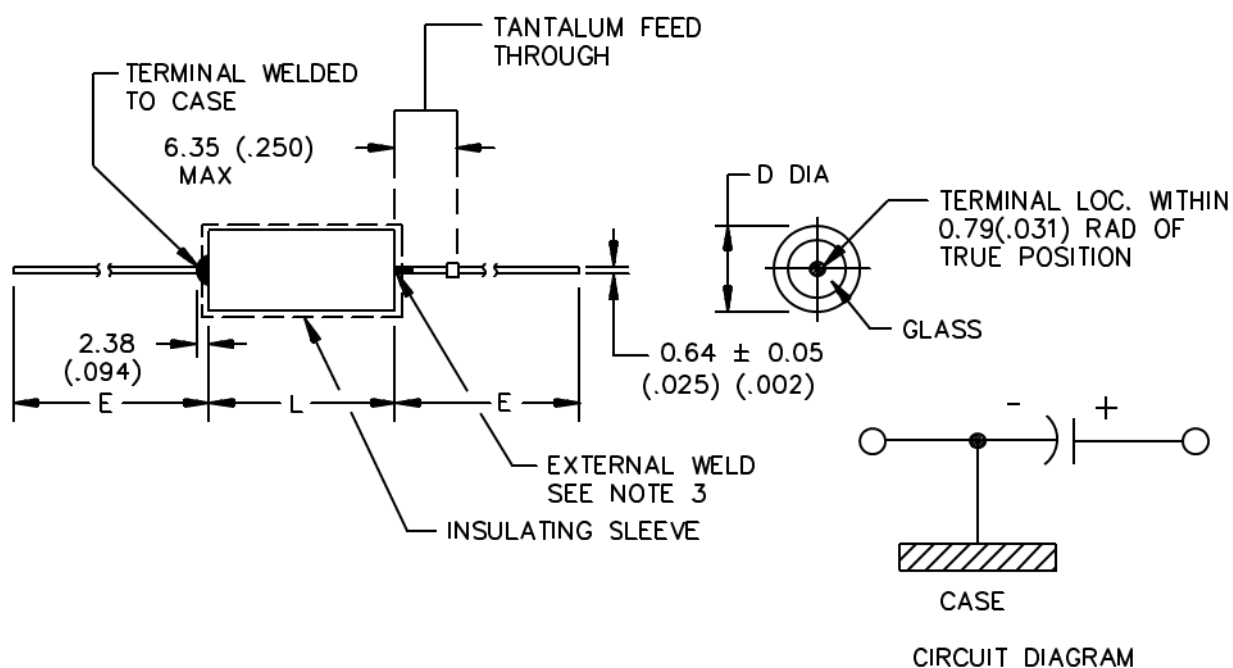 TANTALUM FEED
THROUGH
TERMINAL WELDED
TO CASE
6.35 (.250)
MAX
D DIA
TERMINAL LOC. WITHIN
0.79(.031) RAD OF
TRUE POSITION
GLASS
2.38
(.094)
0.64 ± 0.05
(.025) (.002)
E
L
E
- +
EXTERNAL WELD
SEE NOTE 3
INSULATING SLEEVE
CASE
CIRCUIT DIAGRAM